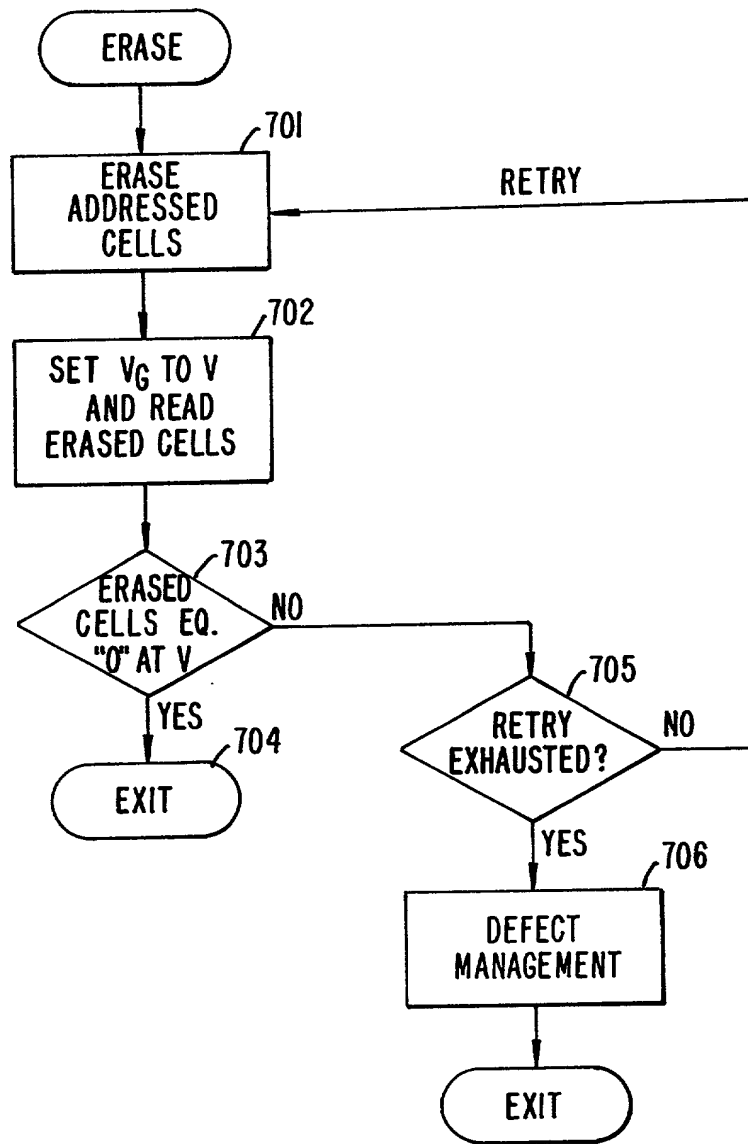 ERASE
701
ERASE
ADDRESSED
CELLS
RETRY
702
SET VG TO V
AND READ
ERASED CELLS
703
ERASED
CELLS EQ.
"0" AT V
NO
YES
704
EXIT
705
RETRY
EXHAUSTED?
NO
YES
706
DEFECT
MANAGEMENT
EXIT